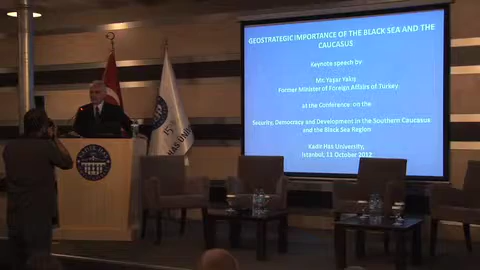 GEOSTRATEGIC IMPORTANCE OF THE BLACK SEA AND THE
CAUCASUS
Keynote speech by
Mr. Yaşar Yakış
Former Minister of Foreign Affairs of Turkey
at the Conference on the
Security, Democracy and Development in the Southern Caucasus
and the Black Sea Region
Kadir Has University,
Istanbul, 11 October 2012